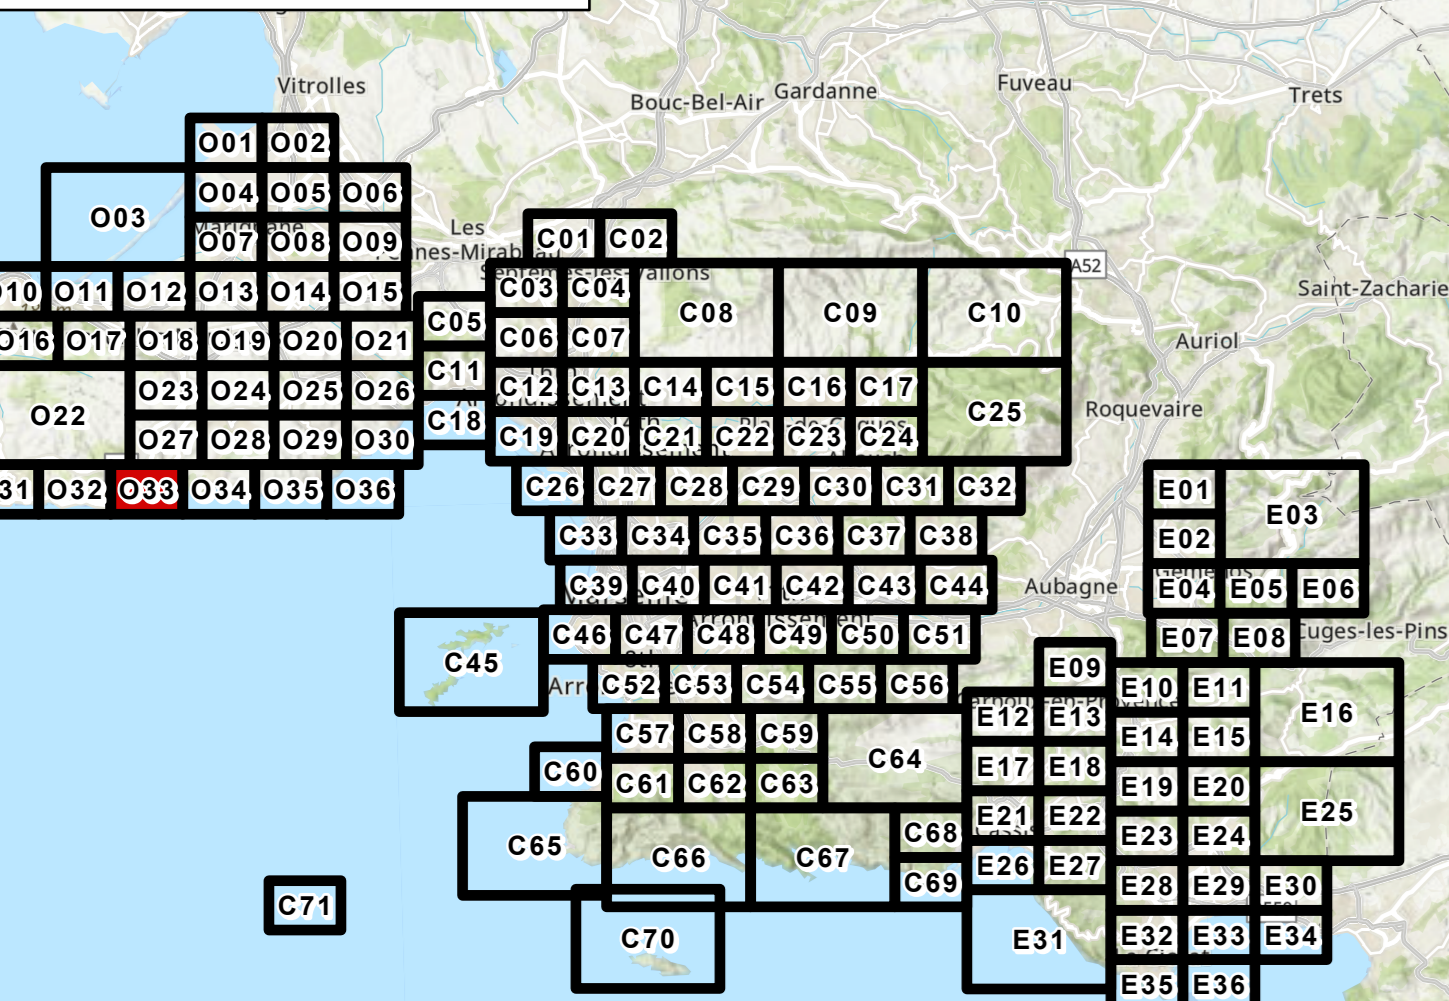 Vitrolles
Bouc-Bel-Air
Gardanne
Fuveau
Trets
O01 O02
O03 O04 O05 O06
O07 O08 O09
Les
C01 C02
A52
Saint-Zacharie
10 O11 O12 O13 O14 O15
C03 C04
C05
C08 C09 C10
O16 O17 O18 O19 O20 O21
C06 C07
Auriol
C11
O22
O23 O24 O25 O26
C12 C13 C14 C15 C16 C17
C25
Roquevaire
C18
O27 O28 O29 O30
C19 C20 C21 C22 C23 C24
31 O32 O33 O34 O35 O36
C26 C27 C28 C29 C30 C31 C32
E01
E03
C33 C34 C35 C36 C37 C38
E02
C39 C40 C41 C42 C43 C44
Aubagne
Gémenos
E04 E05 E06
C45
C46 C47 C48 C49 C50 C51
E07 E08
Cuges-les-Pins
C52 C53 C54 C55 C56
E09
E10 E11
E16
C57 C58 C59
C64
E12 E13
E14 E15
C60
C61 C62 C63
E17 E18
E19 E20
E25
C65
C66
C67
C68
E21 E22
E23 E24
C69
E26 E27
E28 E29 E30
C71
C70
E31
E32 E33 E34
E35 E36